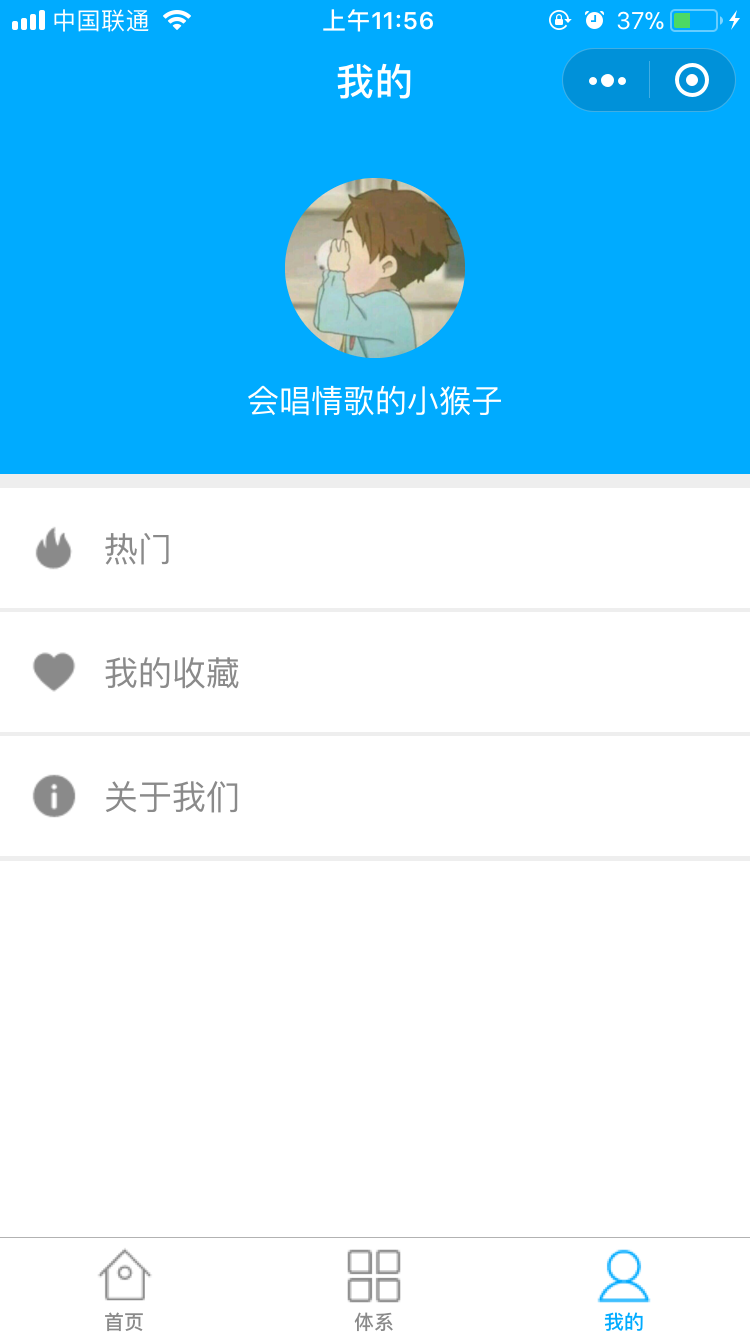 中国联通 上午11:56 37%
我的
会唱情歌的小猴子
热门
我的收藏
关于我们
首页 体系 我的